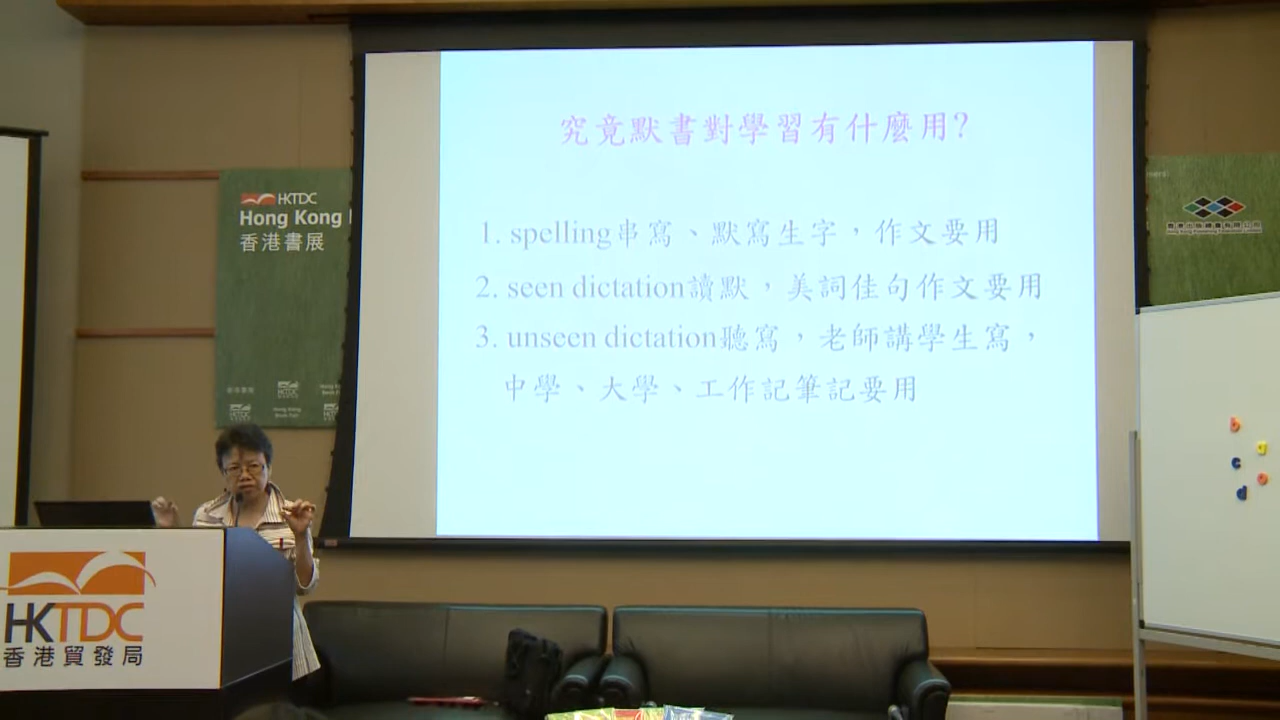 究竟默書對學習有什麼用?
1. spelling串寫、默寫生字，作文要用
2. seen dictation讀默，美詞佳句作文要用
3. unseen dictation聽寫，老師講學生寫，
中學、大學、工作記筆記要用
HKTDC
Hong Kong
香港書展
HKTDC
香港貿發局
b
c
d